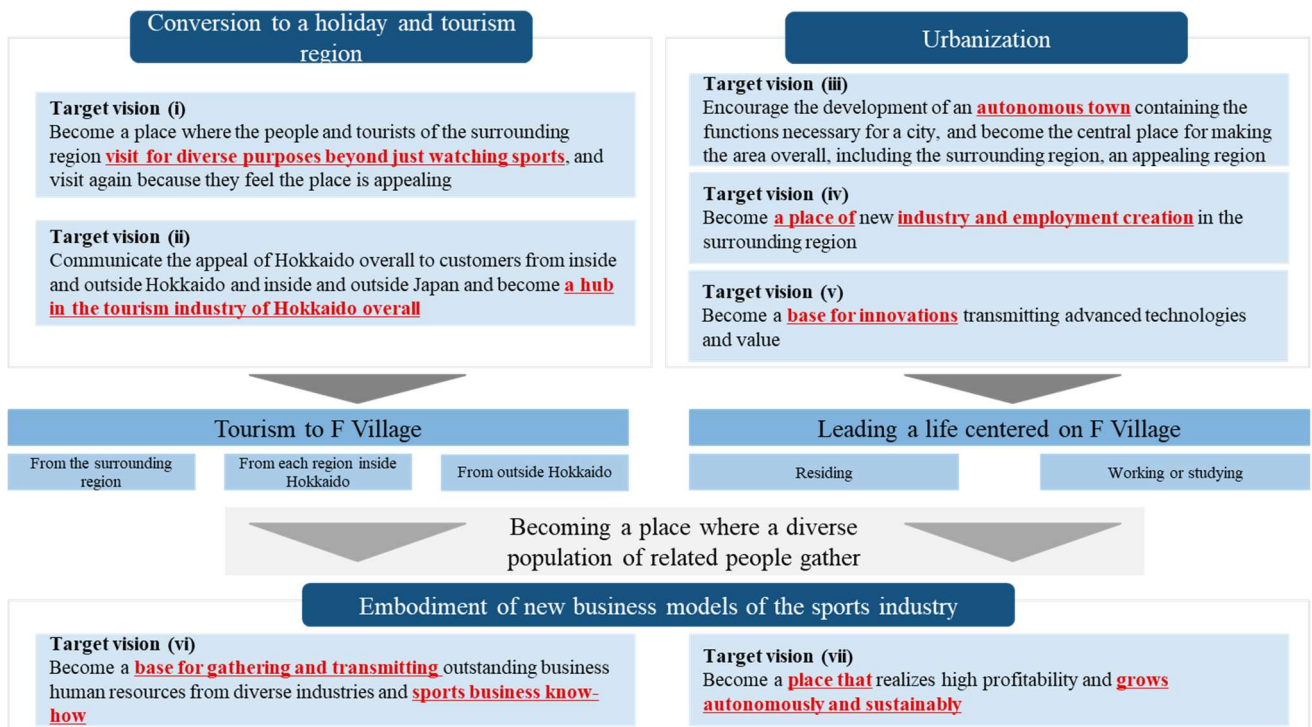 Conversion to a holiday and tourism
region
Target vision (i)
Become a place where the people and tourists of the surrounding
region visit for diverse purposes beyond just watching sports, and
visit again because they feel the place is appealing
Target vision (ii)
Communicate the appeal of Hokkaido overall to customers from inside
and outside Hokkaido and inside and outside Japan and become a hub
in the tourism industry of Hokkaido overall
Urbanization
Target vision (iii)
Encourage the development of an autonomous town containing the
functions necessary for a city, and become the central place for making
the area overall, including the surrounding region, an appealing region
Target vision (iv)
Become a place of new industry and employment creation in the
surrounding region
Target vision (v)
Become a base for innovations transmitting advanced technologies
and value
Tourism to F Village
From the surrounding
region
From each region inside
Hokkaido
From outside Hokkaido
Leading a life centered on F Village
Residing
Working or studying
Becoming a place where a diverse
population of related people gather
Embodiment of new business models of the sports industry
Target vision (vi)
Become a base for gathering and transmitting outstanding business
human resources from diverse industries and sports business know-
how
Target vision (vii)
Become a place that realizes high profitability and grows
autonomously and sustainably